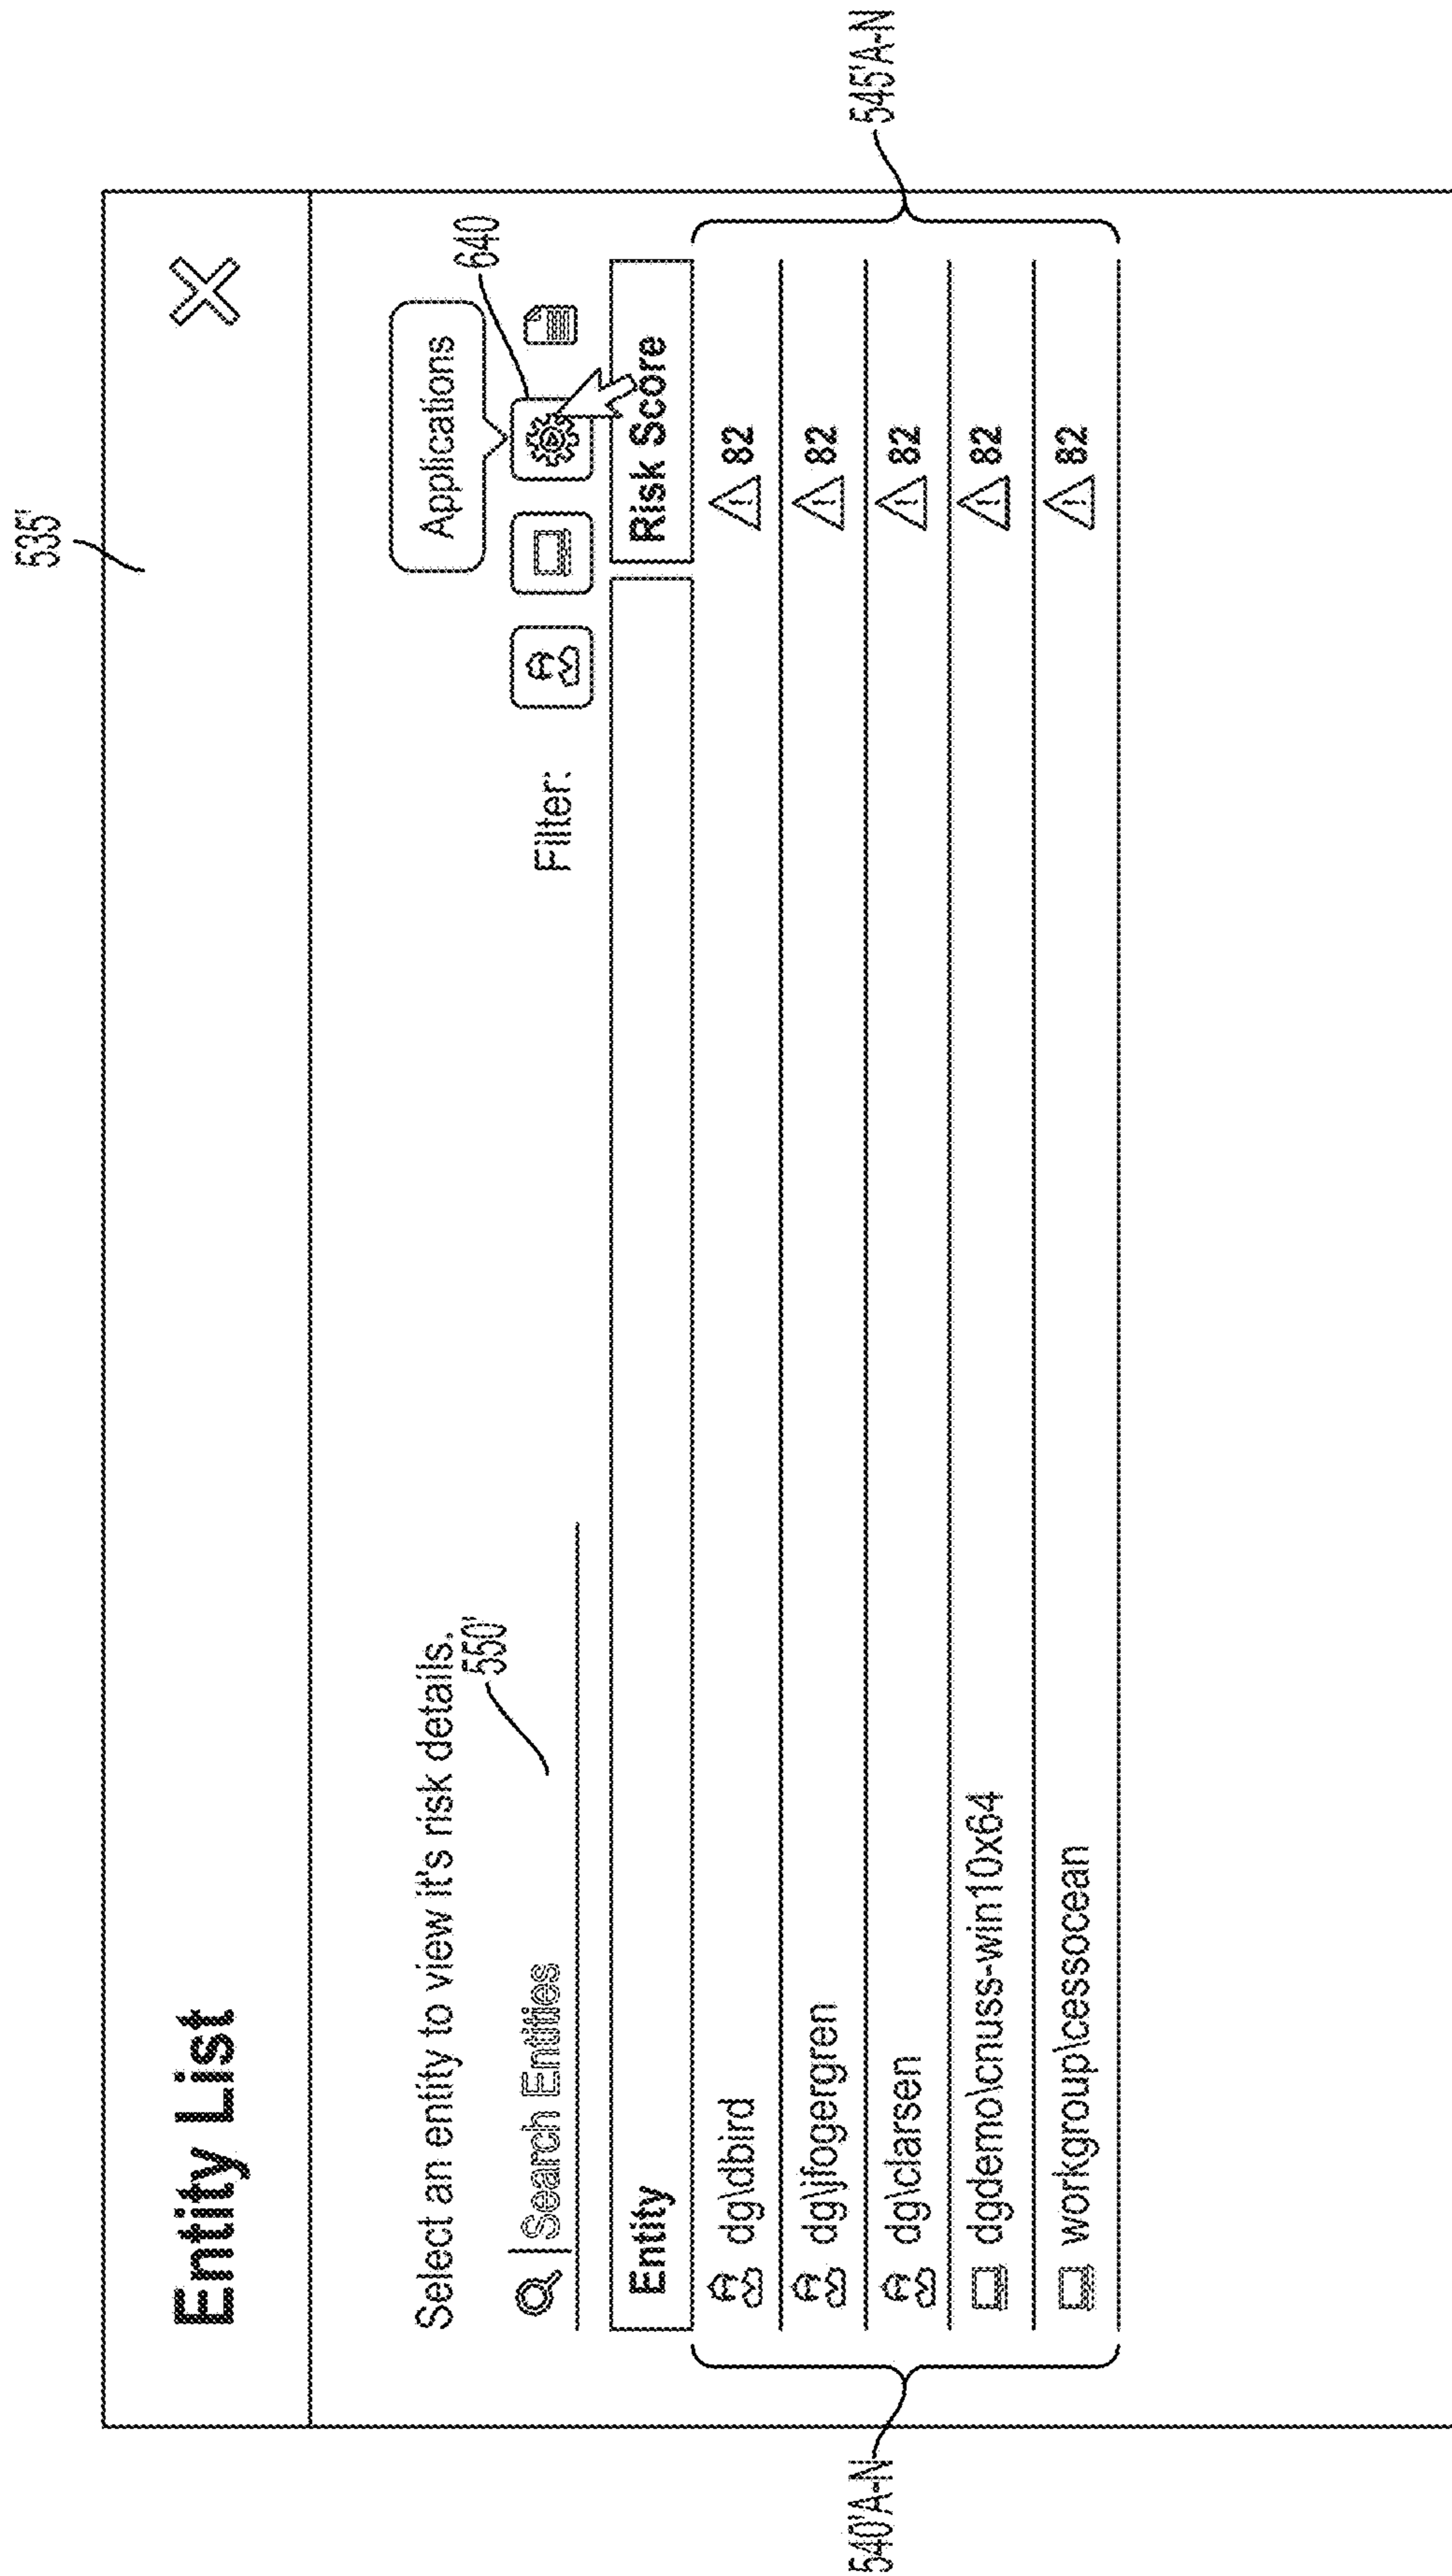 535'
Entity List
Applications
Select an entity to view it's risk details.
550'
640
Search Entities
Filter:
Entity Risk Score
dg\dbird 82
dg\jfogergren 82
dg\clarsen 82
dgdemo\cnuss-win10x64 82
workgroup\cessocean 82
540'A-N
545'A-N